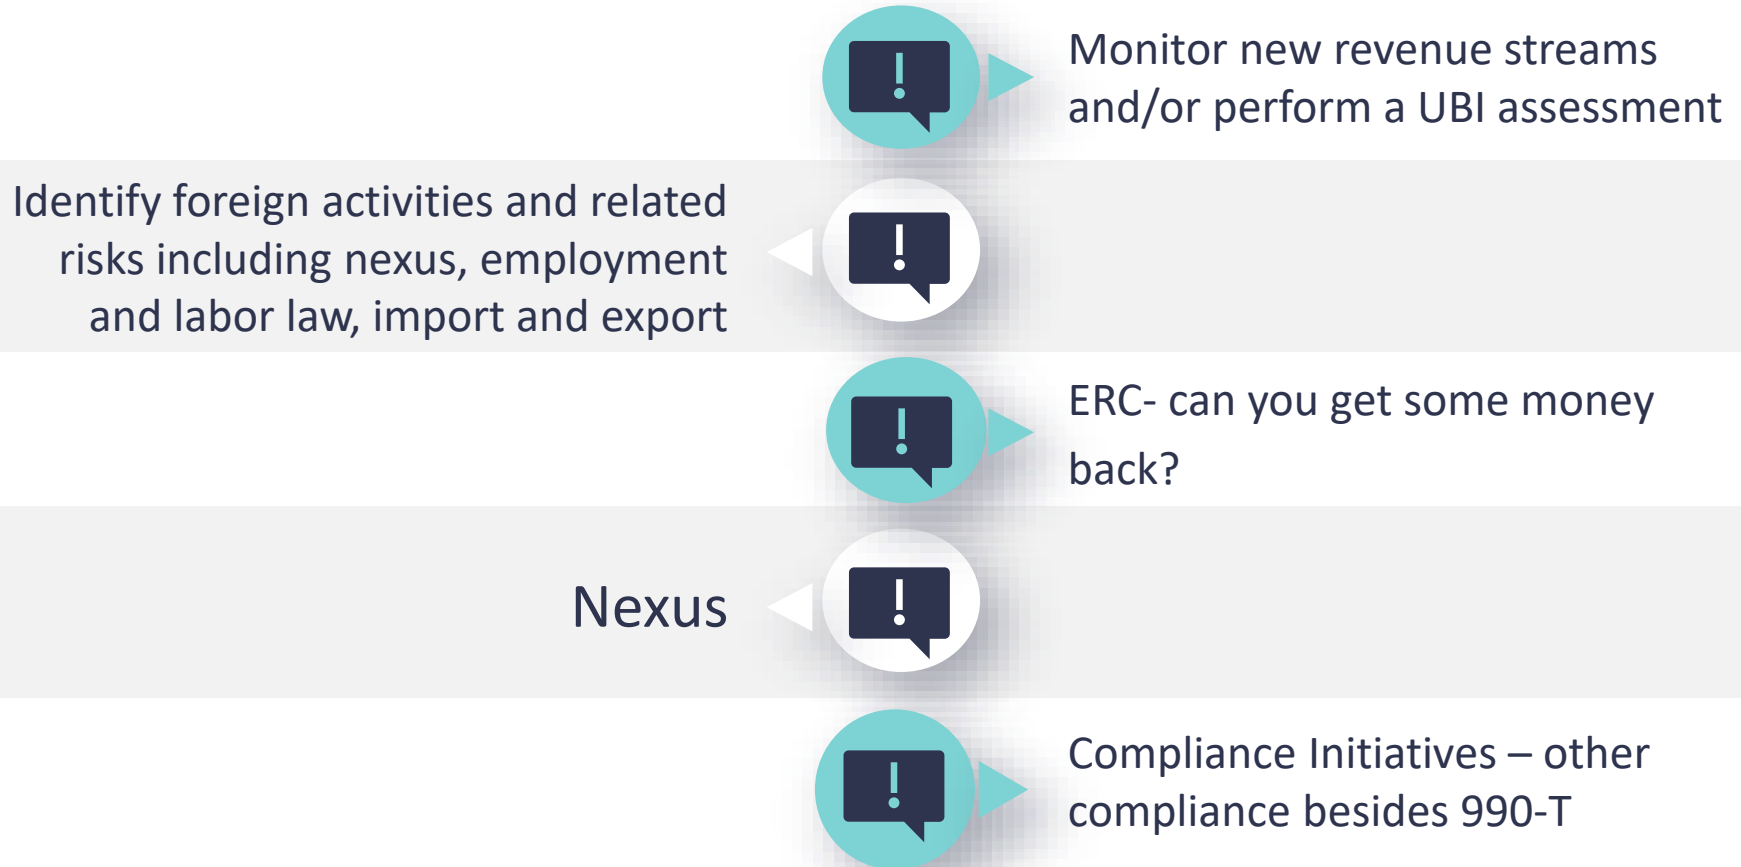 Monitor new revenue streams
and/or perform a UBI assessment
Identify foreign activities and related
risks including nexus, employment
and labor law, import and export
ERC- can you get some money
back?
Nexus
Compliance Initiatives – other
compliance besides 990-T